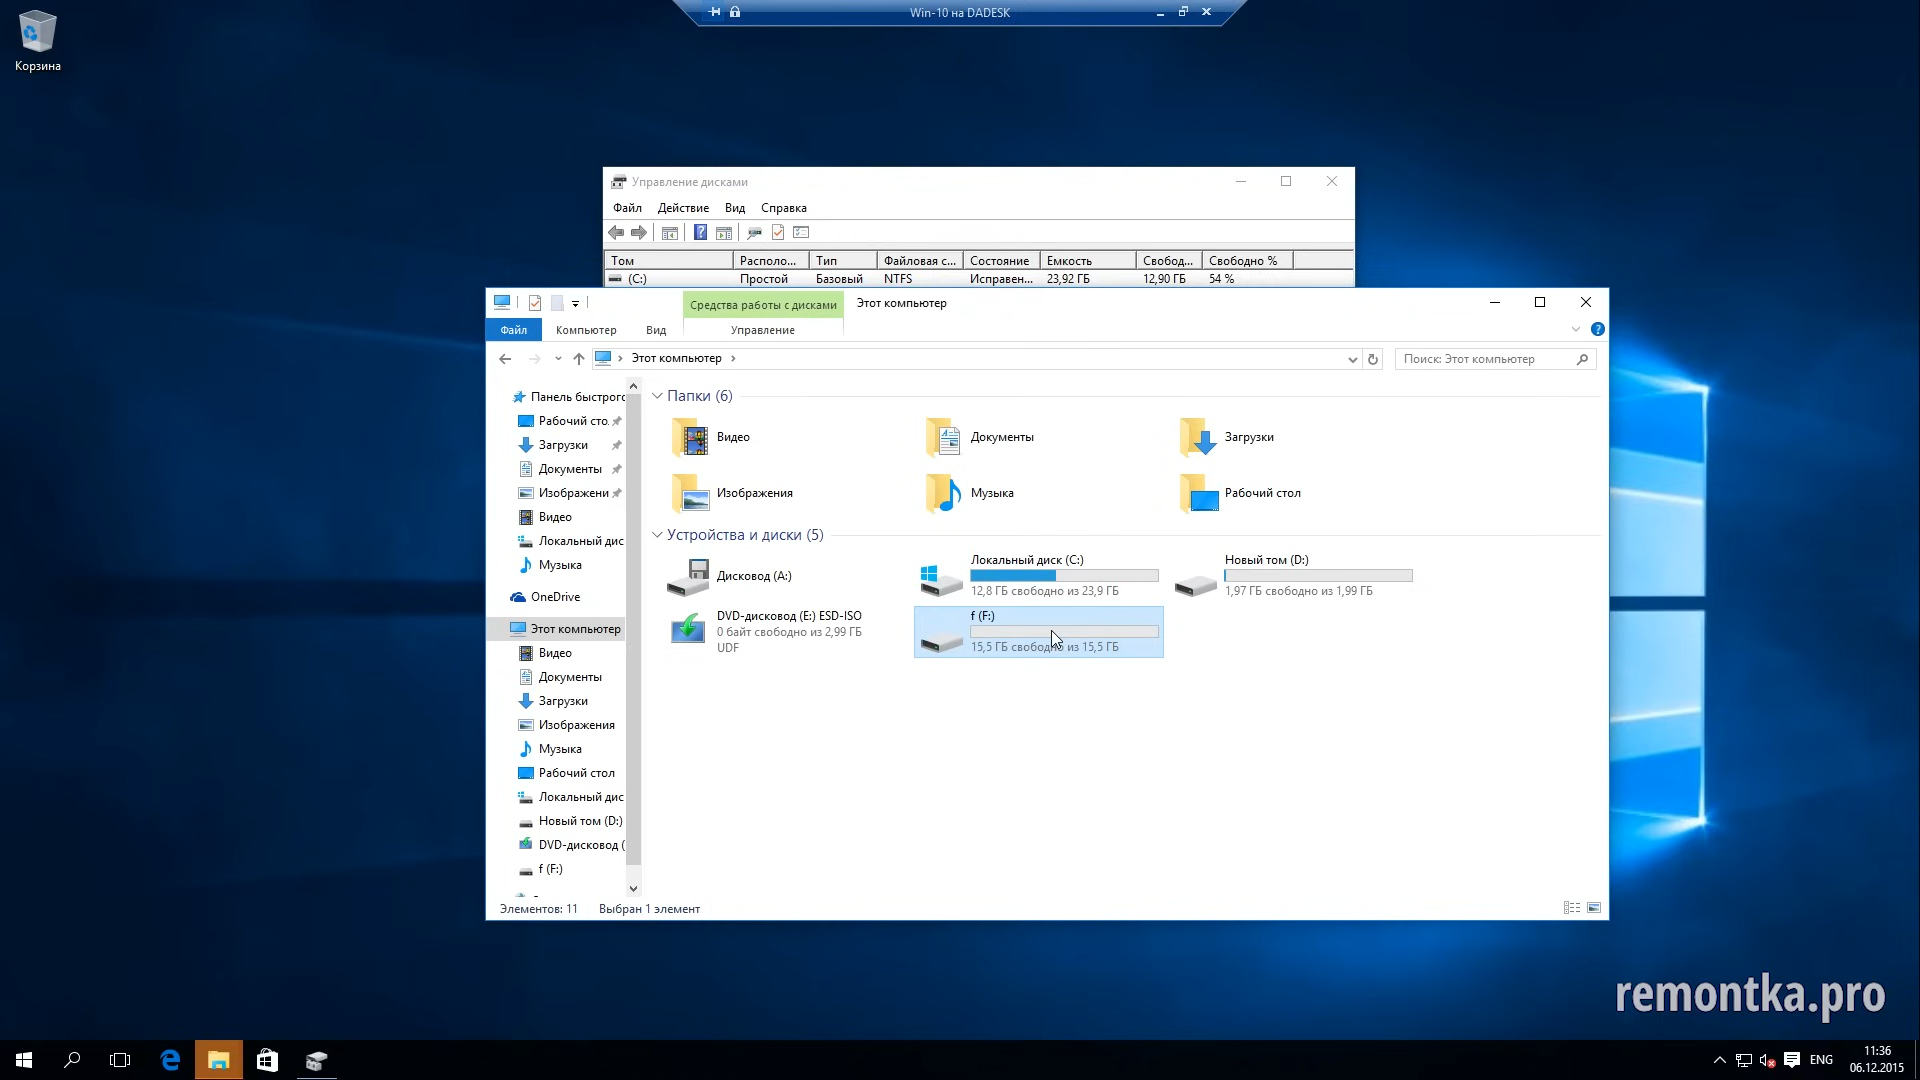 Win-10 на DADESK
Корзина
Управление дисками
Файл Действие Вид Справка
Том Располо... Тип Файловая с... Состояние Емкость Свобод... Свободно %
(C:) Простой Базовый NTFS Исправен... 23,92 ГБ 12,90 ГБ 54 %
Средства работы с дисками Этот компьютер
Файл Компьютер Вид Управление
Этот компьютер
Поиск: Этот компьютер
Панель быстрого
Рабочий сто.
Загрузки
Документы
Изображени
Видео
Локальный дис
Музыка
OneDrive
Этот компьютер
Видео
Документы
Загрузки
Изображения
Музыка
Рабочий стол
Локальный дис
Новый том (D:)
DVD-дисковод (
f (F:)
Папки (6)
Видео Документы Загрузки
Изображения Музыка Рабочий стол
Устройства и диски (5)
Дисковод (A:)
Локальный диск (C:)
12,8 ГБ свободно из 23,9 ГБ
Новый том (D:)
1,97 ГБ свободно из 1,99 ГБ
DVD-дисковод (E:) ESD-ISO
0 байт свободно из 2,99 ГБ
UDF
f (F:)
15,5 ГБ свободно из 15,5 ГБ
Элементов: 11 Выбран 1 элемент
remontka.pro
ENG
11:36
06.12.2015